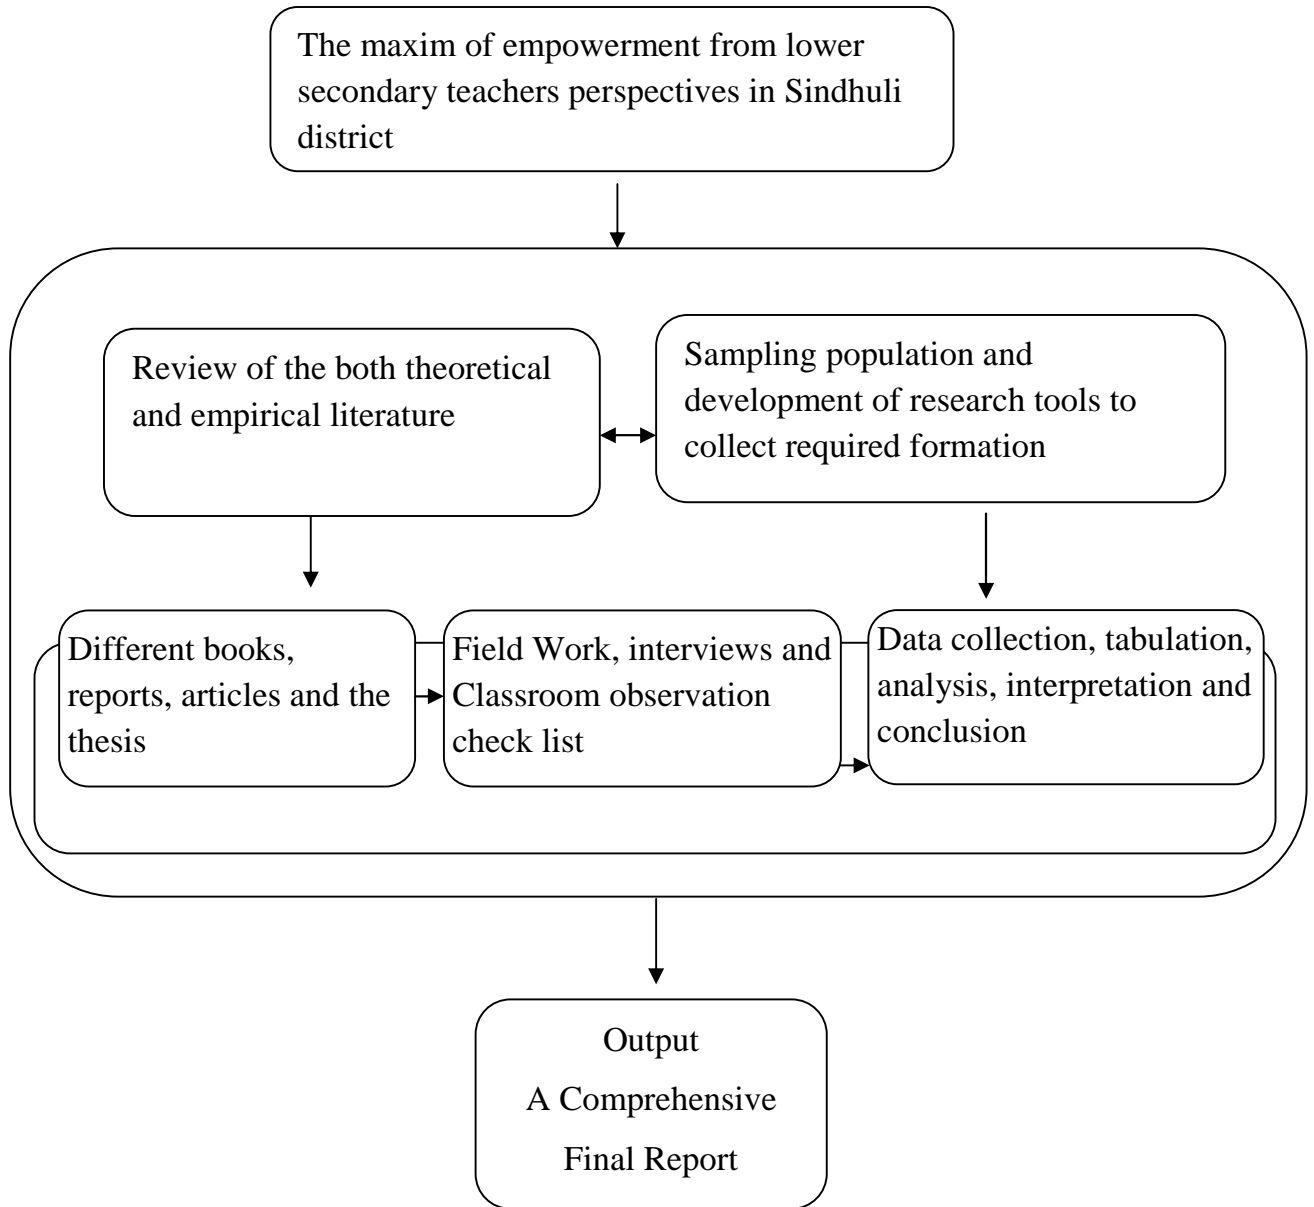 The maxim of empowerment from lower
secondary teachers perspectives in Sindhuli
district
Review of the both theoretical
and empirical literature
Sampling population and
development of research tools to
collect required formation
Different books,
reports, articles and the
thesis
Field Work, interviews and
Classroom observation
check list
Data collection, tabulation,
analysis, interpretation and
conclusion
Output
A Comprehensive
Final Report